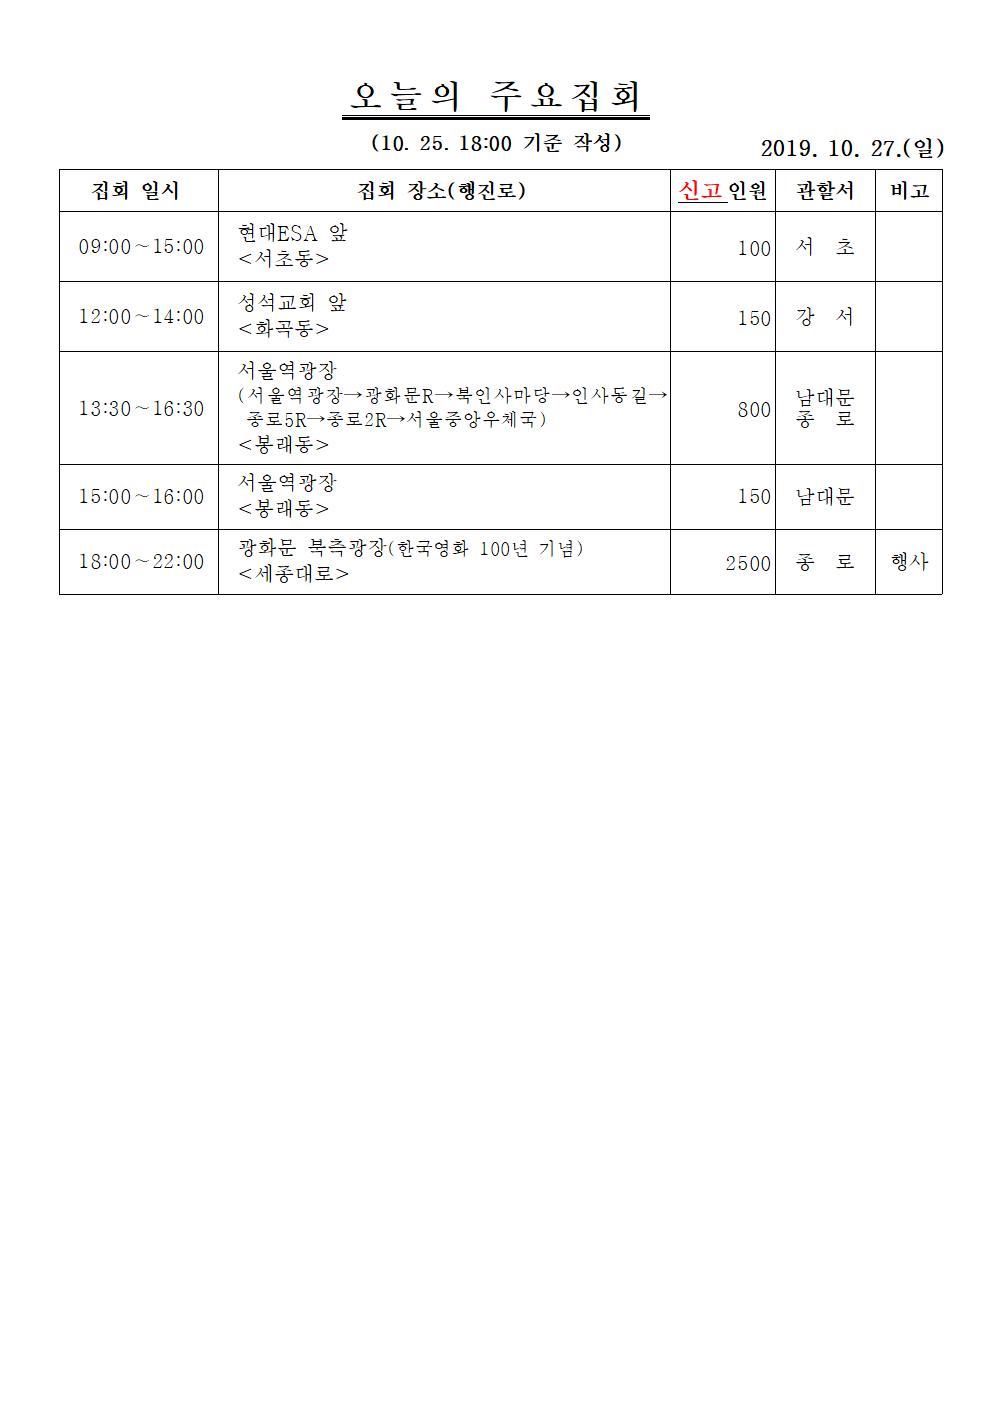 오늘의 주요집회
(10. 25. 18:00 기준 작성)
2019. 10. 27.(일)
집회 일시 집회 장소(행진로) 신고인원 관할서 비고
09:00~15:00 현대ESA 앞 100 서 초
<서초동>
12:00~14:00 성석교회 앞 150 강 서
<화곡동>
13:30~16:30 서울역광장 800 남대문
(서울역광장→광화문R→북인사마당→인사동길→ 종 로
종로5R→종로2R→서울중앙우체국)
<봉래동>
15:00~16:00 서울역광장 150 남대문
<봉래동>
18:00~22:00 광화문 북측광장(한국영화 100년 기념) 2500 종 로 행사
<세종대로>